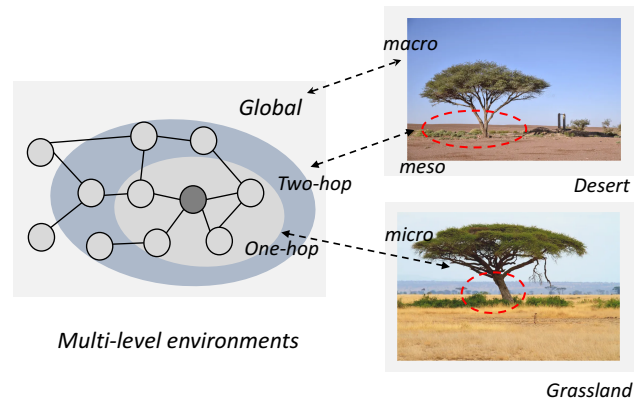 macro
Global
Two-hop
meso
Desert
micro
One-hop
Multi-level environments
Grassland